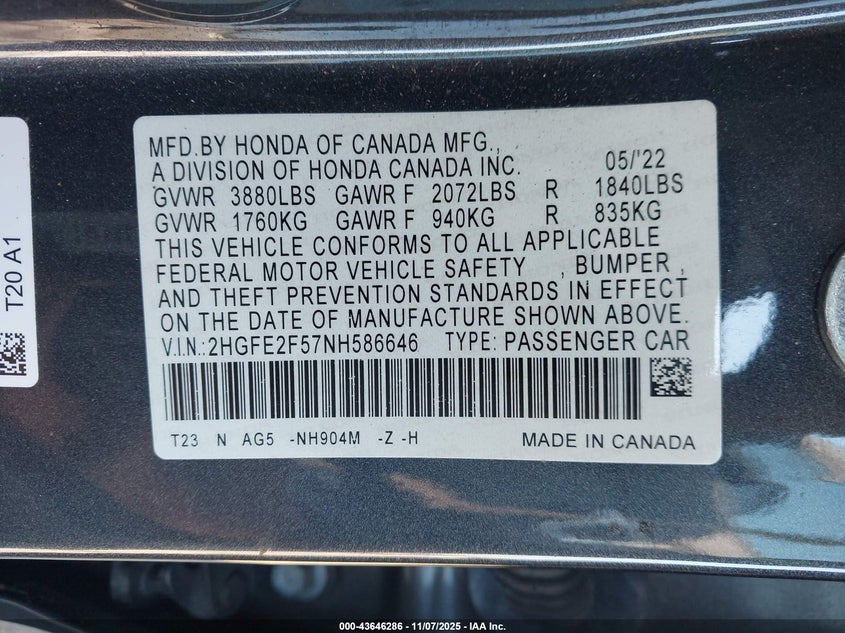 MFD.BY HONDA OF CANADA MFG.,
A DIVISION OF HONDA CANADA INC. 05/'22
GVWR 3880LBS GAWR F 2072LBS R 1840LBS
GVWR 1760KG GAWR F 940KG R 835KG
THIS VEHICLE CONFORMS TO ALL APPLICABLE
FEDERAL MOTOR VEHICLE SAFETY , BUMPER ,
AND THEFT PREVENTION STANDARDS IN EFFECT
ON THE DATE OF MANUFACTURE SHOWN ABOVE.
V.I.N.:2HGFE2F57NH586646 TYPE: PASSENGER CAR
T23 N AG5 -NH904M -Z -H MADE IN CANADA
T20 A1
000-43646286 - 11/07/2025 - IAA Inc.